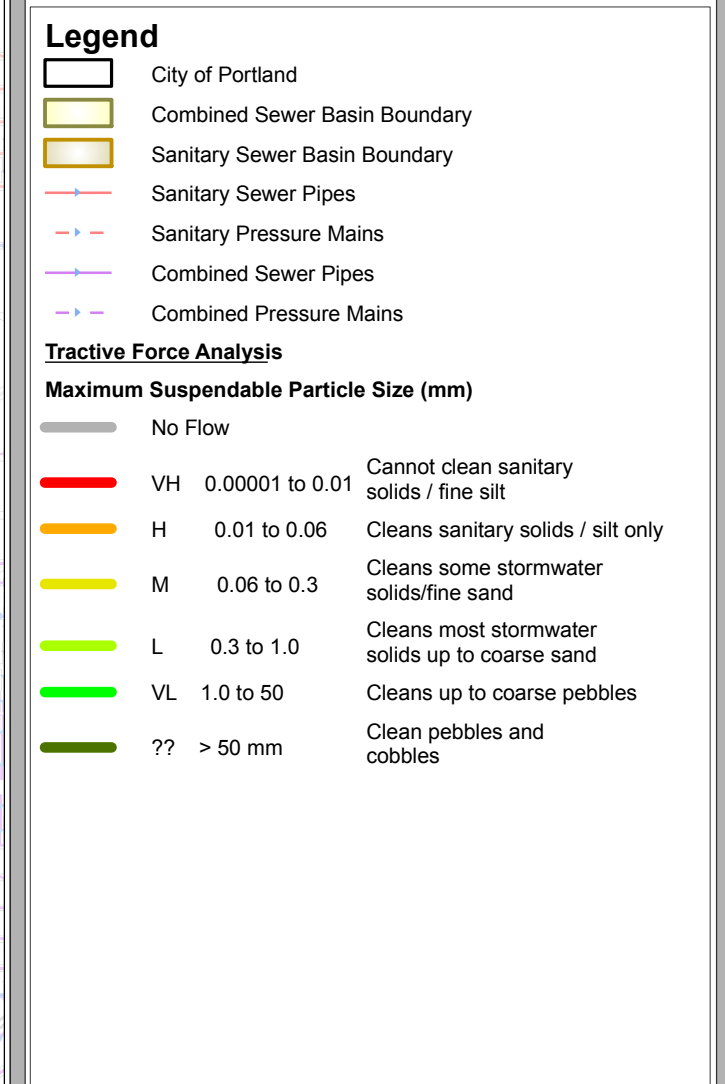 Legend
City of Portland
Combined Sewer Basin Boundary
Sanitary Sewer Basin Boundary
Sanitary Sewer Pipes
Sanitary Pressure Mains
Combined Sewer Pipes
Combined Pressure Mains
Tractive Force Analysis
Maximum Suspendable Particle Size (mm)
No Flow
VH 0.00001 to 0.01 Cannot clean sanitary
solids / fine silt
H 0.01 to 0.06 Cleans sanitary solids / silt only
M 0.06 to 0.3 Cleans some stormwater
solids/fine sand
L 0.3 to 1.0 Cleans most stormwater
solids up to coarse sand
VL 1.0 to 50 Cleans up to coarse pebbles
?? > 50 mm Clean pebbles and
cobbles